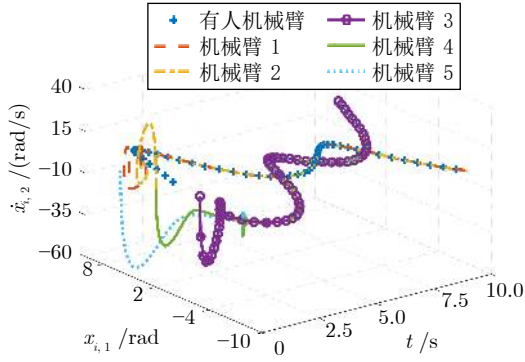 有人机械臂
机械臂 1
机械臂 2
机械臂 3
机械臂 4
机械臂 5
40
15
−10
−35
−60
ẋᵢ, ₂ /(rad/s)
8
2
−4
−10
xᵢ, ₁ /rad
0
2.5
5.0
7.5
10.0
t /s